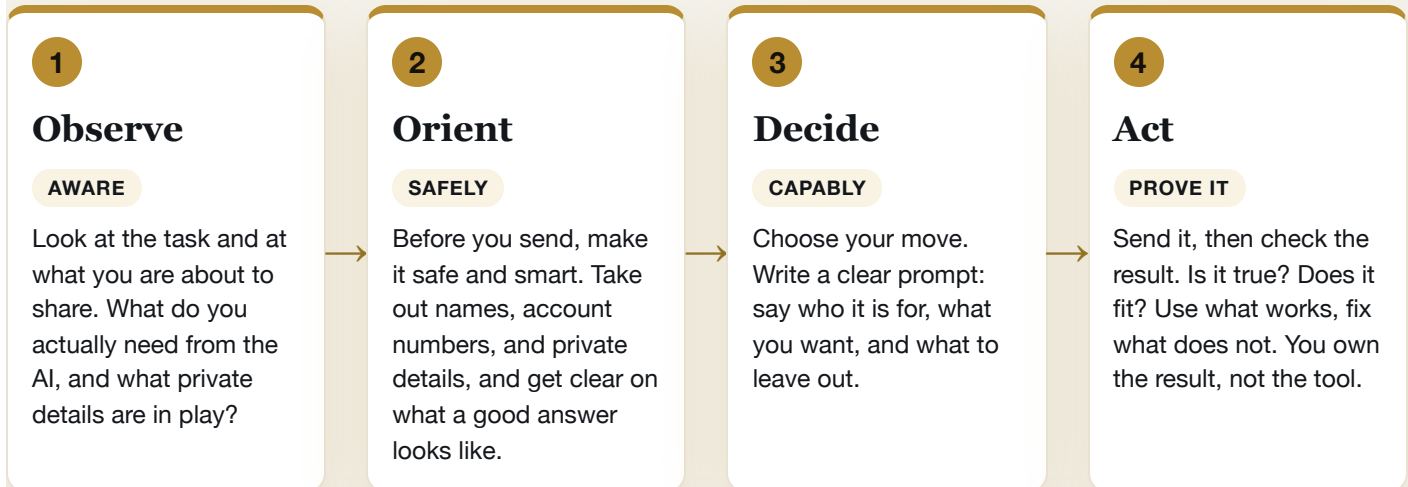 1
Observe
AWARE
Look at the task and at
what you are about to
share. What do you
actually need from the
AI, and what private
details are in play?
2
Orient
SAFELY
Before you send, make
it safe and smart. Take
out names, account
numbers, and private
details, and get clear on
what a good answer
looks like.
3
Decide
CAPABLY
Choose your move.
Write a clear prompt:
say who it is for, what
you want, and what to
leave out.
4
Act
PROVE IT
Send it, then check the
result. Is it true? Does it
fit? Use what works, fix
what does not. You own
the result, not the tool.